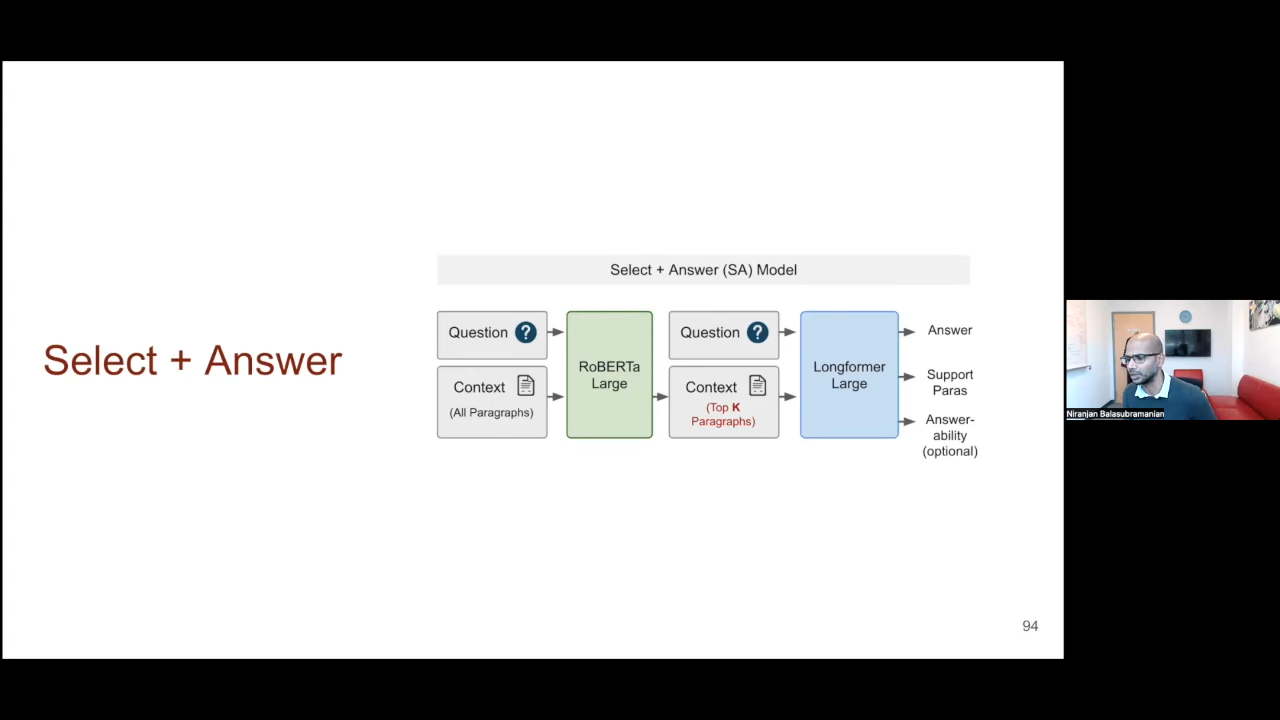 Select + Answer
Select + Answer (SA) Model
Question ?
Context
(All Paragraphs)
RoBERTa
Large
Question ?
Context
(Top K
Paragraphs)
Longformer
Large
Answer
Support
Paras
Answer-
ability
(optional)
94
Niranjan Balasubramanian